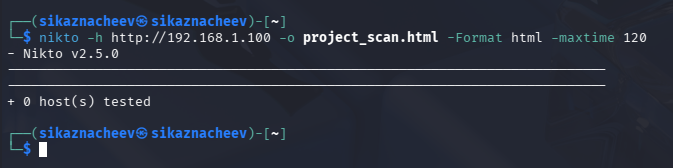 ┌──(sikaznacheev㉿sikaznacheev)-[~]
└─$ nikto -h http://192.168.1.100 -o project_scan.html -Format html -maxtime 120
- Nikto v2.5.0
---------------------------------------------------------------------------
---------------------------------------------------------------------------
+ 0 host(s) tested
┌──(sikaznacheev㉿sikaznacheev)-[~]
└─$